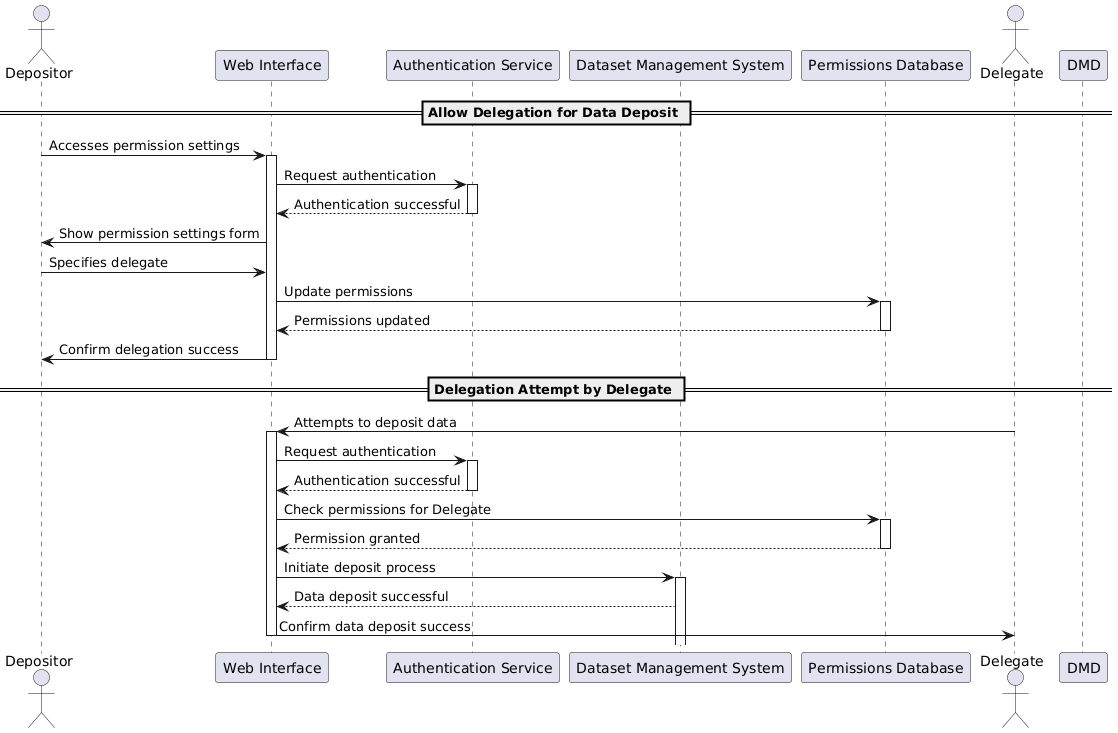 Depositor
Web Interface
Authentication Service
Dataset Management System
Permissions Database
Delegate
DMD
Allow Delegation for Data Deposit
Accesses permission settings
Request authentication
Authentication successful
Show permission settings form
Specifies delegate
Update permissions
Permissions updated
Confirm delegation success
Delegation Attempt by Delegate
Attempts to deposit data
Request authentication
Authentication successful
Check permissions for Delegate
Permission granted
Initiate deposit process
Data deposit successful
Confirm data deposit success
Depositor
Web Interface
Authentication Service
Dataset Management System
Permissions Database
Delegate
DMD